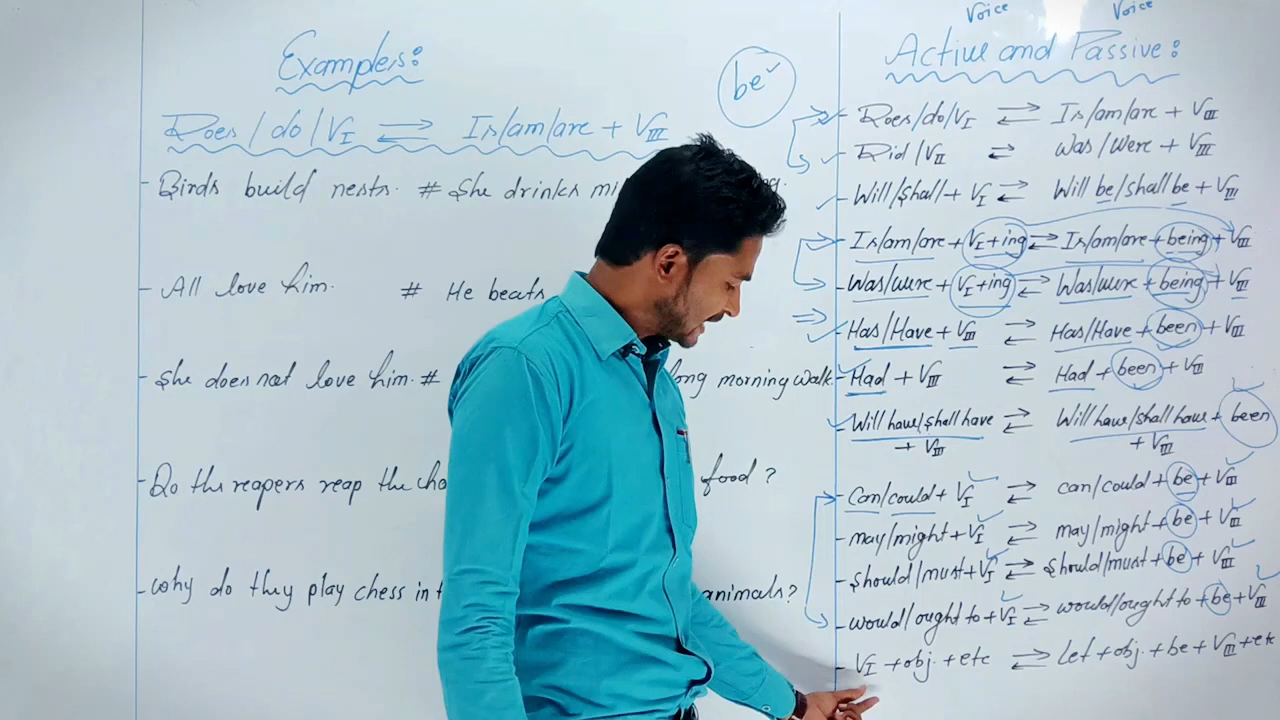 Examples:
Does/do/VI ⇌ Is/am/are + VIII
- Birds build nests. # She drinks mi
- All love him. # He beats
- She does not love him. # long morning walk.
- Do the reapers reap the food?
- why do they play chess in animals?
be ✓
Voice Voice
Active and Passive:
Does/do/VI ⇌ Is/am/are + VIII
Did/VII ⇌ was/were + VIII
Will/Shall + VI ⇌ Will be/shall be + VIII
Is/am/are + VI+ing ⇌ Is/am/are + being + VIII
Was/were + VI+ing ⇌ Was/were + being + VIII
Has/Have + VIII ⇌ Has/Have + been + VIII
Had + VIII ⇌ Had + been + VIII
Will have/shall have ⇌ Will have/shall have + been
+ VIII + VIII
Can/could + VI ⇌ can/could + be + VIII
may/might + VI ⇌ may/might + be + VIII
should/must + VI ⇌ should/must + be + VIII
would/ought to + VI ⇌ would/ought to + be + VIII
- VI + obj. + etc ⇌ Let + obj. + be + VIII + etc